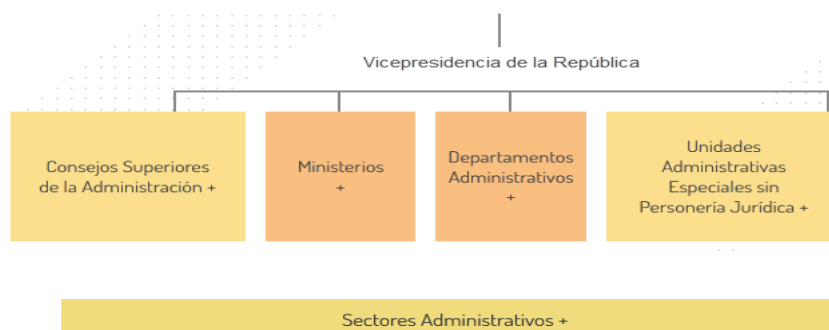 Vicepresidencia de la República
Consejos Superiores
de la Administración +
Ministerios
+
Departamentos
Administrativos
+
Unidades
Administrativas
Especiales sin
Personería Jurídica +
Sectores Administrativos +